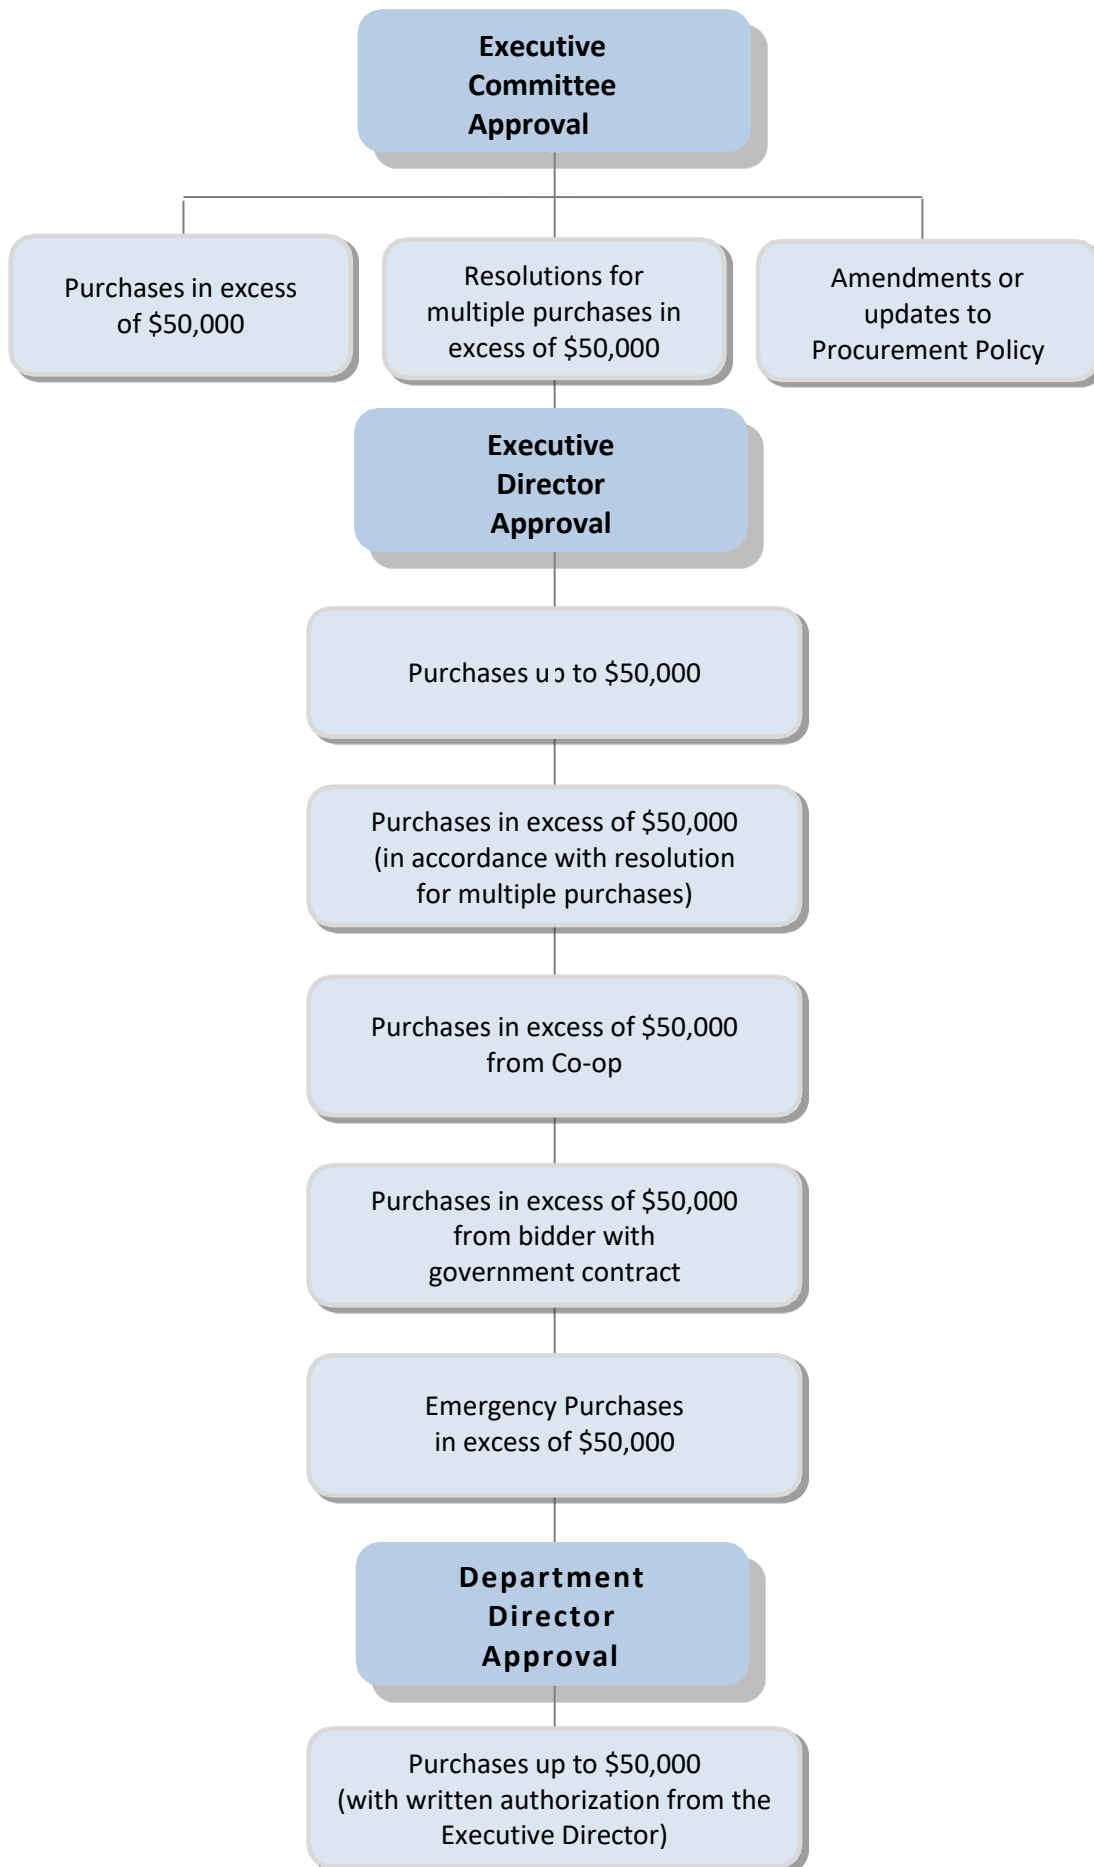 Executive
Committee
Approval
Purchases in excess
of $50,000
Resolutions for
multiple purchases in
excess of $50,000
Amendments or
updates to
Procurement Policy
Executive
Director
Approval
Purchases up to $50,000
Purchases in excess of $50,000
(in accordance with resolution
for multiple purchases)
Purchases in excess of $50,000
from Co-op
Purchases in excess of $50,000
from bidder with
government contract
Emergency Purchases
in excess of $50,000
Department
Director
Approval
Purchases up to $50,000
(with written authorization from the
Executive Director)